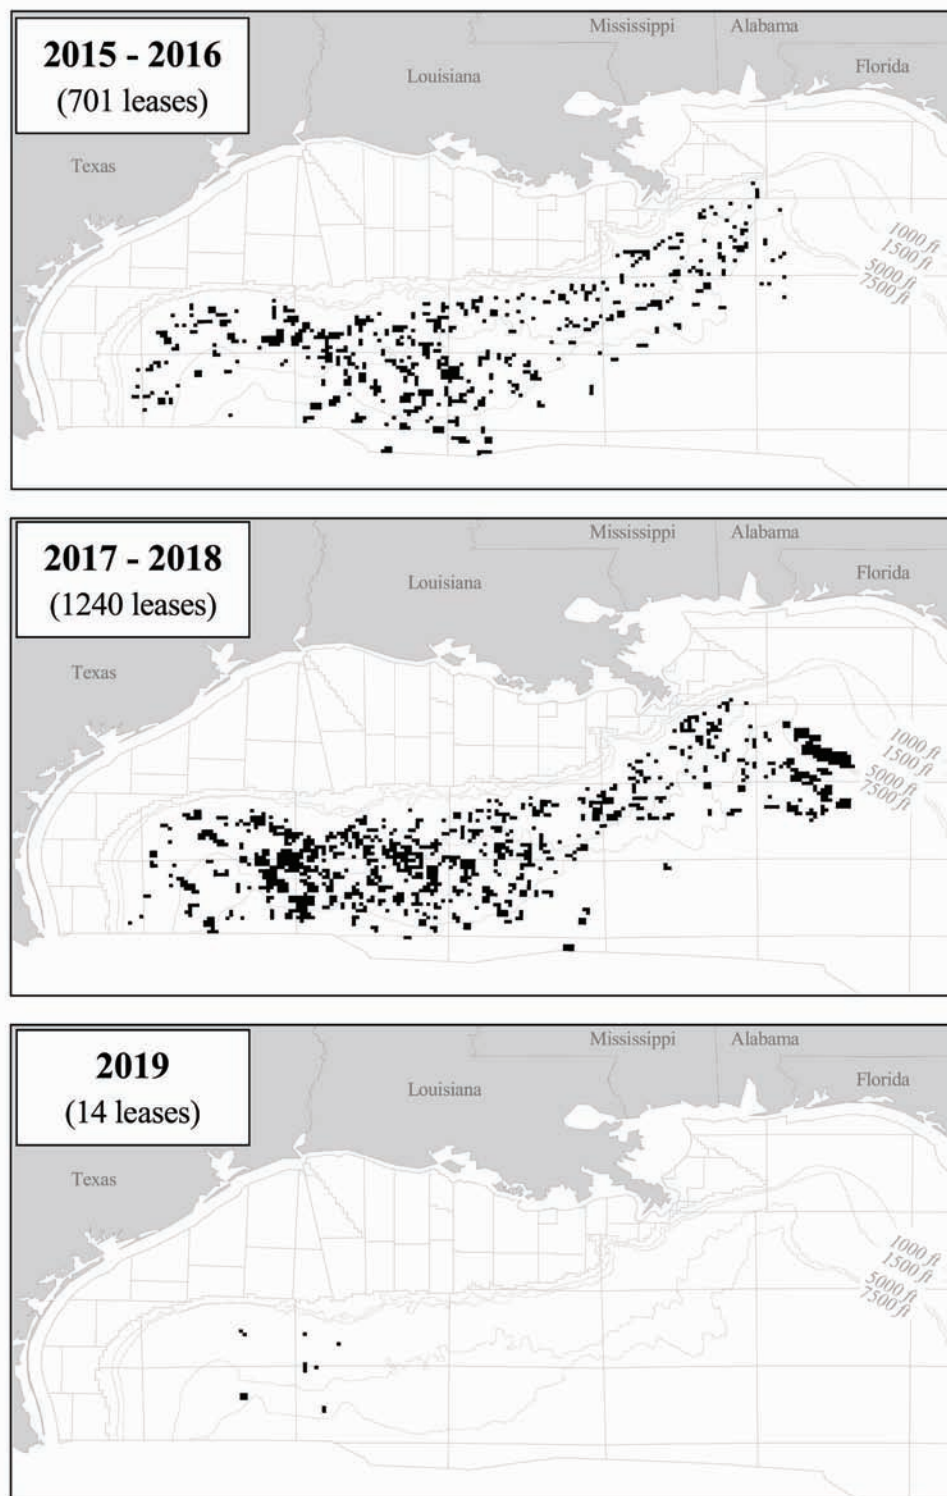 2015 - 2016
(701 leases)
Mississippi
Alabama
Louisiana
Florida
Texas
1000 ft
1500 ft
5000 ft
7500 ft
2017 - 2018
(1240 leases)
Mississippi
Alabama
Louisiana
Florida
Texas
1000 ft
1500 ft
5000 ft
7500 ft
2019
(14 leases)
Mississippi
Alabama
Louisiana
Florida
Texas
1000 ft
1500 ft
5000 ft
7500 ft